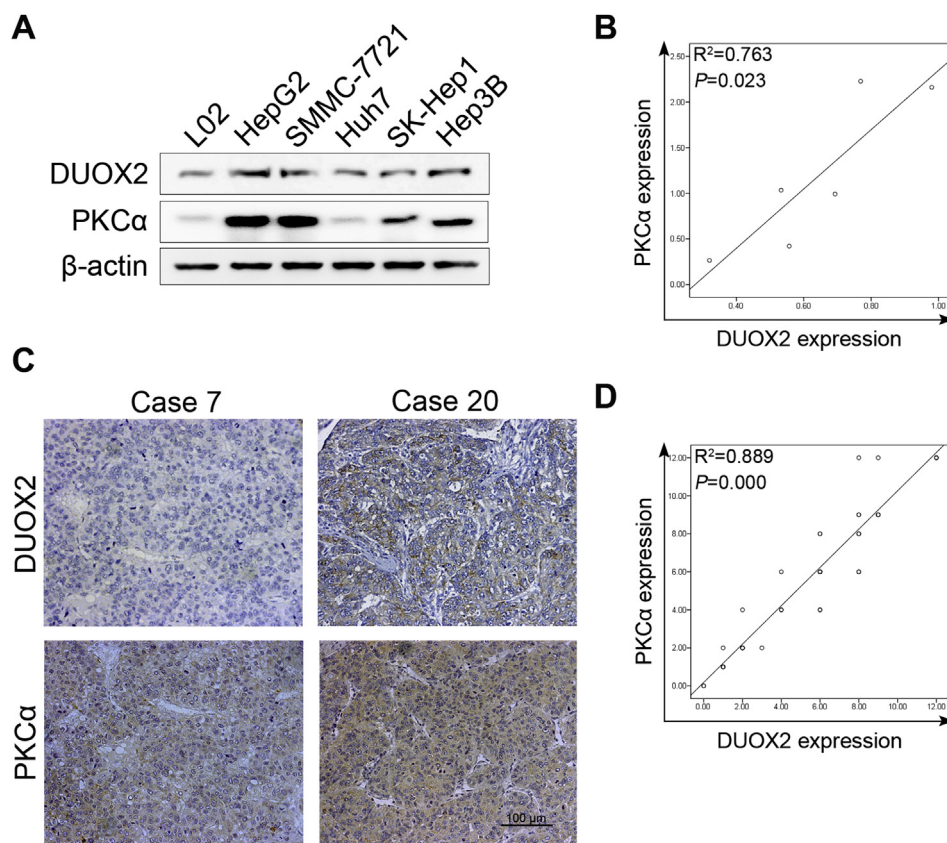 A
L02
HepG2
SMMC-7721
Huh7
SK-Hep1
Hep3B
DUOX2
PKCα
β-actin
B
R²=0.763
P=0.023
2.50
2.00
1.50
1.00
0.50
0.00
0.40
0.60
0.80
1.00
PKCα expression
DUOX2 expression
C
Case 7
Case 20
DUOX2
PKCα
100 μm
D
R²=0.889
P=0.000
12.00
10.00
8.00
6.00
4.00
2.00
0.00
0.00
2.00
4.00
6.00
8.00
10.00
12.00
PKCα expression
DUOX2 expression